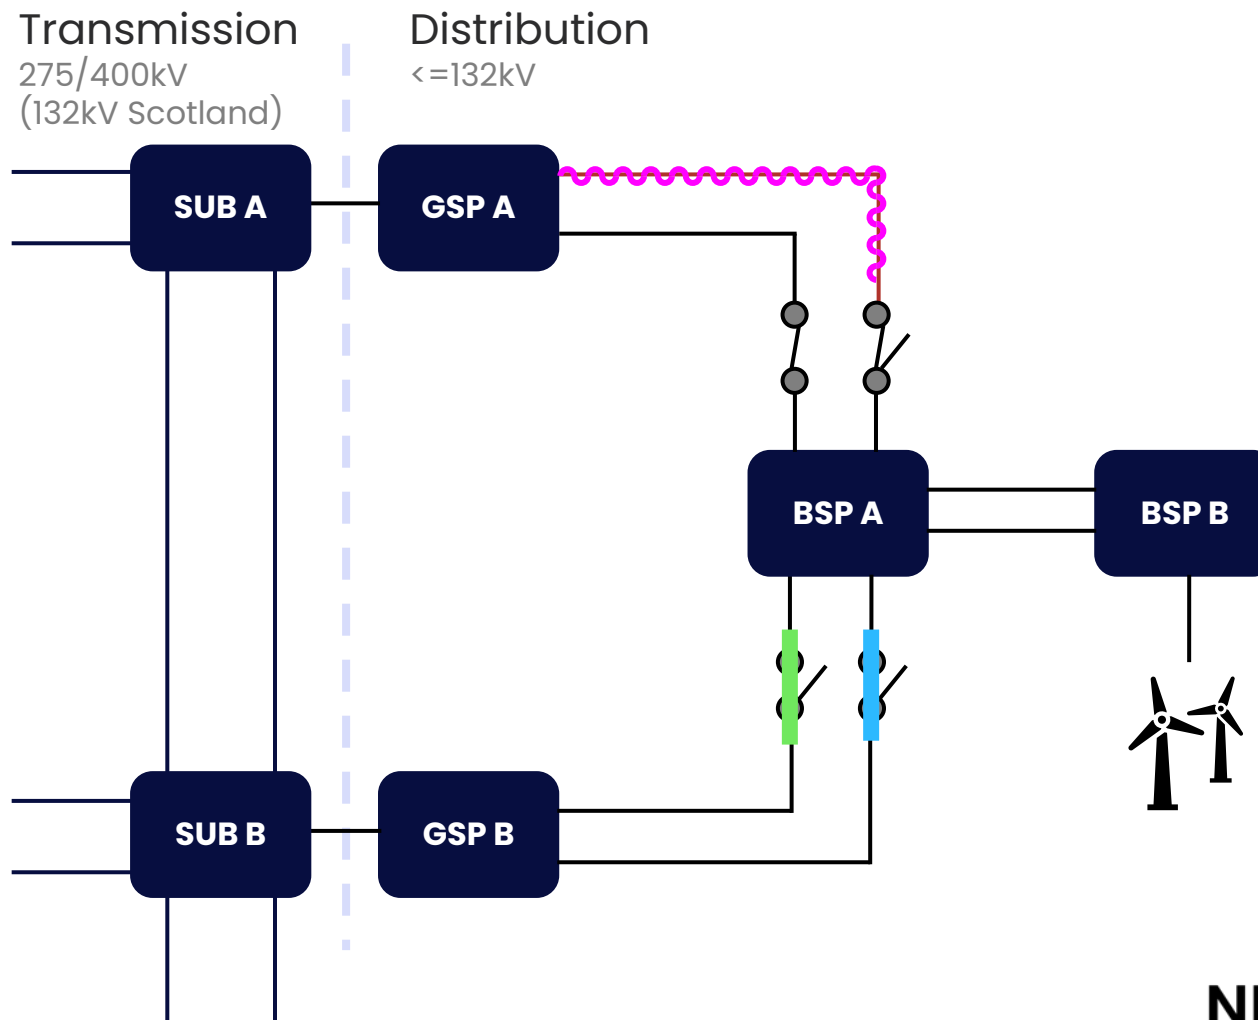 Transmission
275/400kV
(132kV Scotland)
Distribution
<=132kV
SUB A
GSP A
BSP A
BSP B
SUB B
GSP B